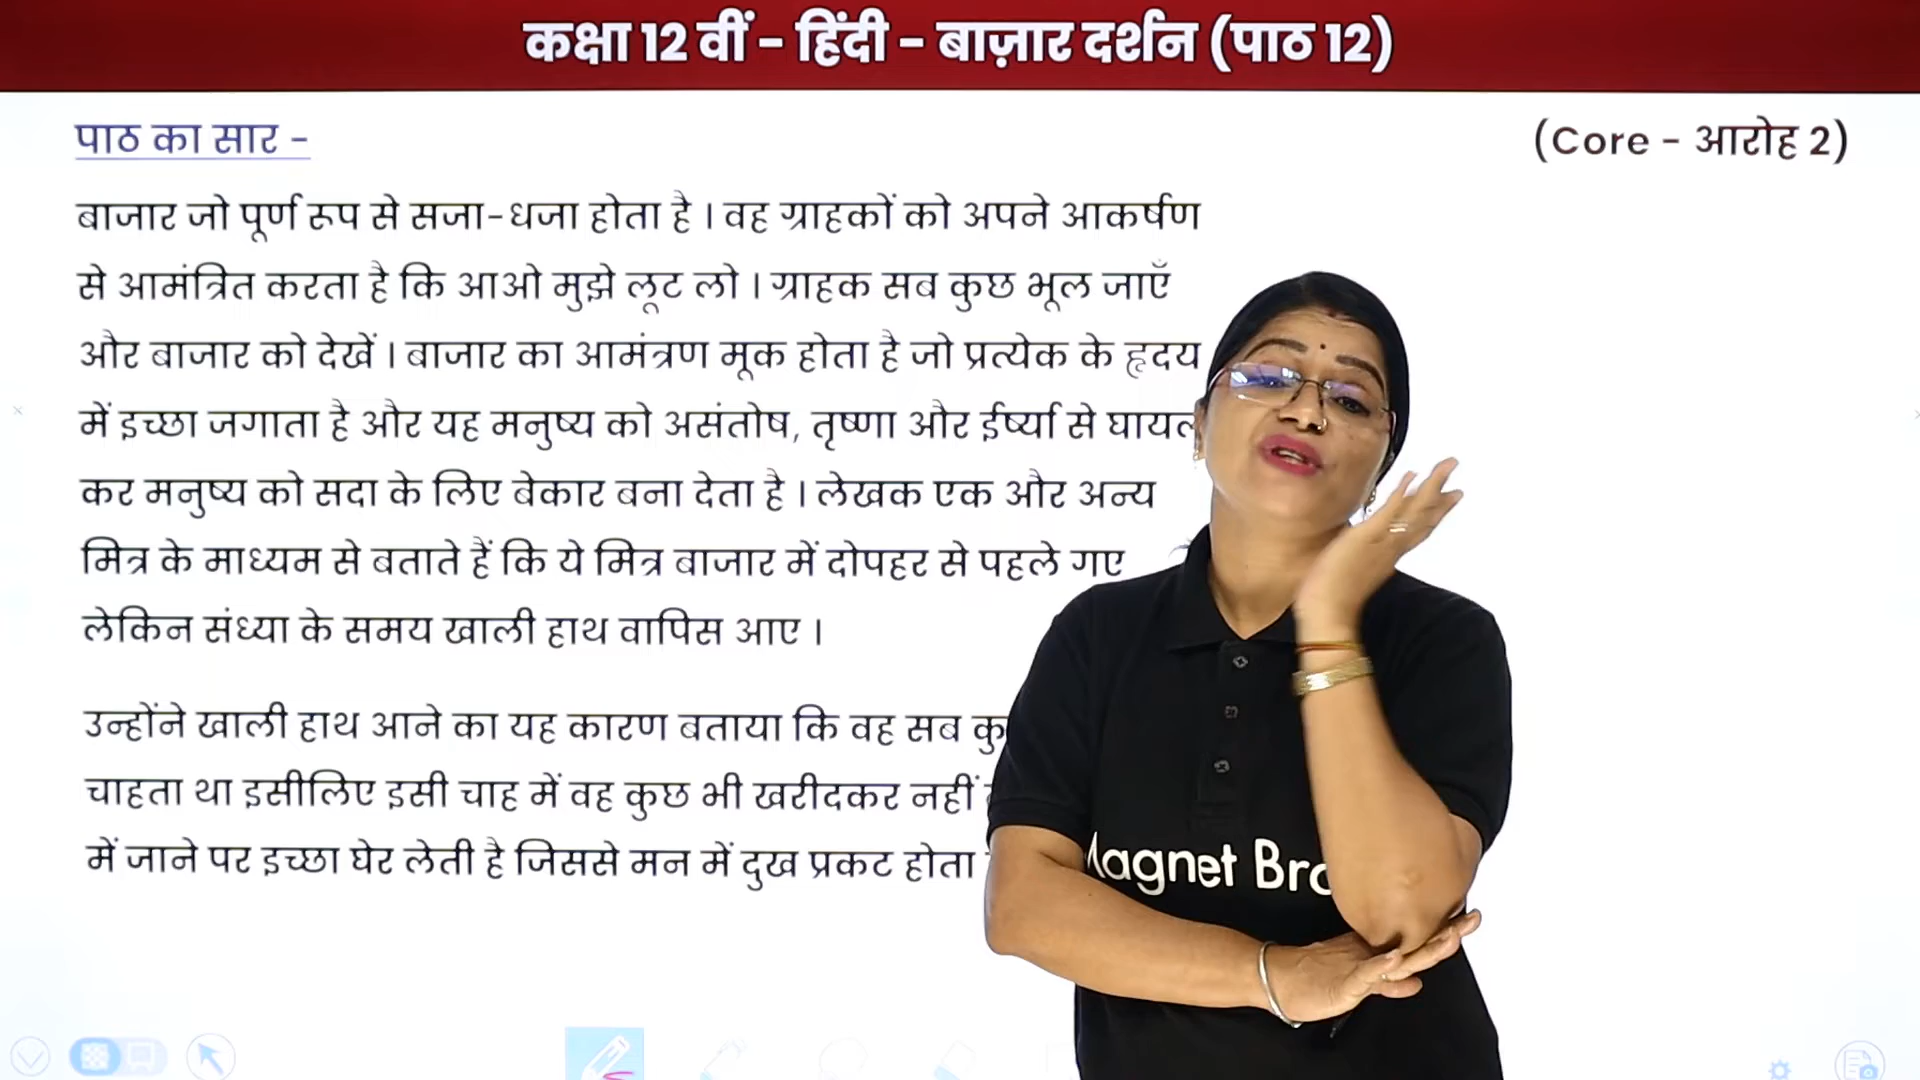 कक्षा 12 वीं - हिंदी - बाज़ार दर्शन (पाठ 12)
पाठ का सार -
(Core - आरोह 2)
बाजार जो पूर्ण रूप से सजा-धजा होता है । वह ग्राहकों को अपने आकर्षण
से आमंत्रित करता है कि आओ मुझे लूट लो । ग्राहक सब कुछ भूल जाएँ
और बाजार को देखें । बाजार का आमंत्रण मूक होता है जो प्रत्येक के हृदय
में इच्छा जगाता है और यह मनुष्य को असंतोष, तृष्णा और ईर्ष्या से घायल
कर मनुष्य को सदा के लिए बेकार बना देता है । लेखक एक और अन्य
मित्र के माध्यम से बताते हैं कि ये मित्र बाजार में दोपहर से पहले गए
लेकिन संध्या के समय खाली हाथ वापिस आए ।
उन्होंने खाली हाथ आने का यह कारण बताया कि वह सब
चाहता था इसीलिए इसी चाह में वह कुछ भी खरीदकर नहीं
में जाने पर इच्छा घेर लेती है जिससे मन में दुख प्रकट होता
Magnet